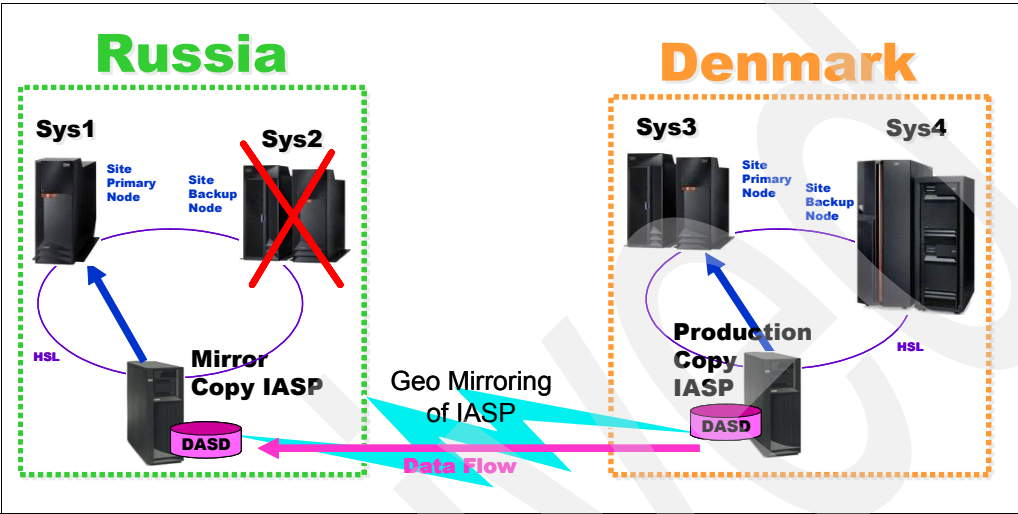 Russia
Denmark
Sys1
Sys2
Sys3
Sys4
Site
Primary
Node
Site
Backup
Node
Site
Primary
Node
Site
Backup
Node
HSL
Mirror
Copy IASP
DASD
Geo Mirroring
of IASP
Data Flow
Production
Copy
IASP
DASD
HSL